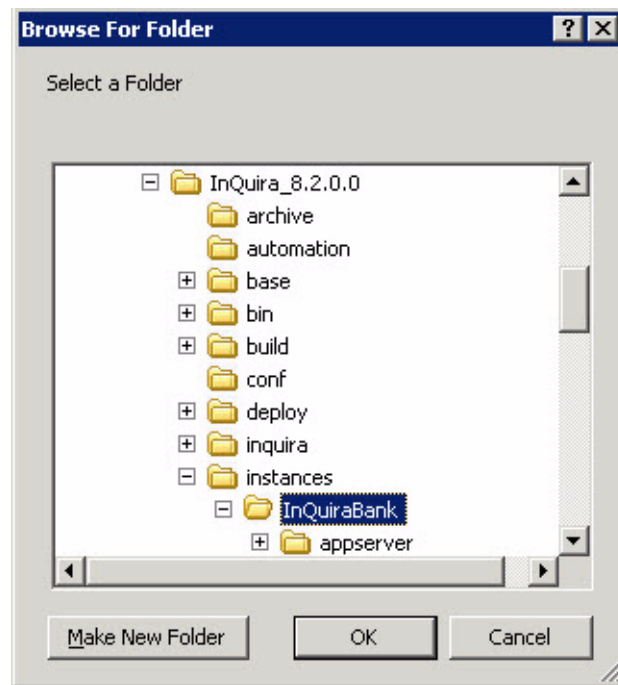 Browse For Folder
Select a Folder
InQuira_8.2.0.0
archive
automation
base
bin
build
conf
deploy
inquira
instances
InQuiraBank
appserver
Make New Folder OK Cancel